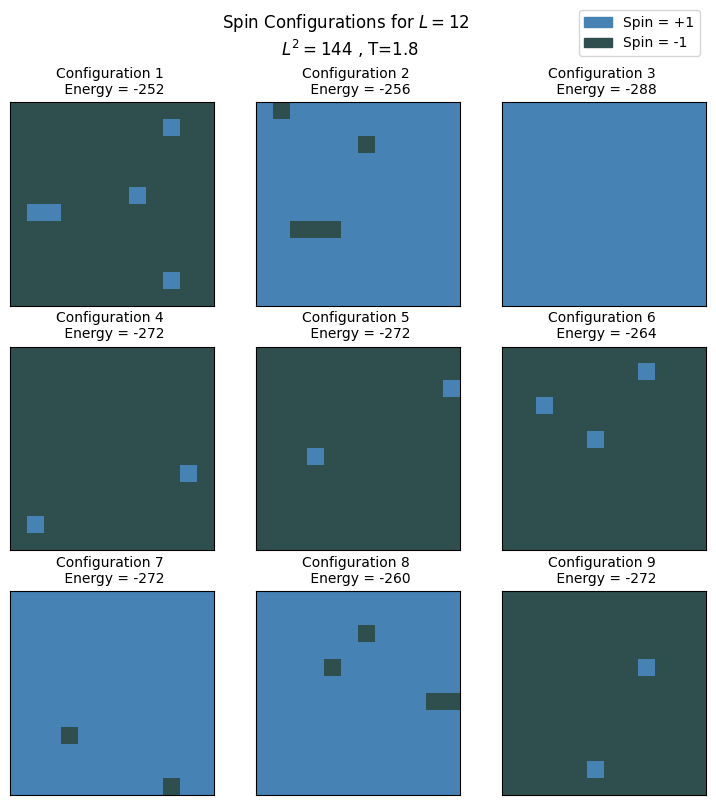 Spin Configurations for L = 12
L² = 144 , T=1.8
Spin = +1
Spin = -1
Configuration 1
Energy = -252
Configuration 2
Energy = -256
Configuration 3
Energy = -288
Configuration 4
Energy = -272
Configuration 5
Energy = -272
Configuration 6
Energy = -264
Configuration 7
Energy = -272
Configuration 8
Energy = -260
Configuration 9
Energy = -272